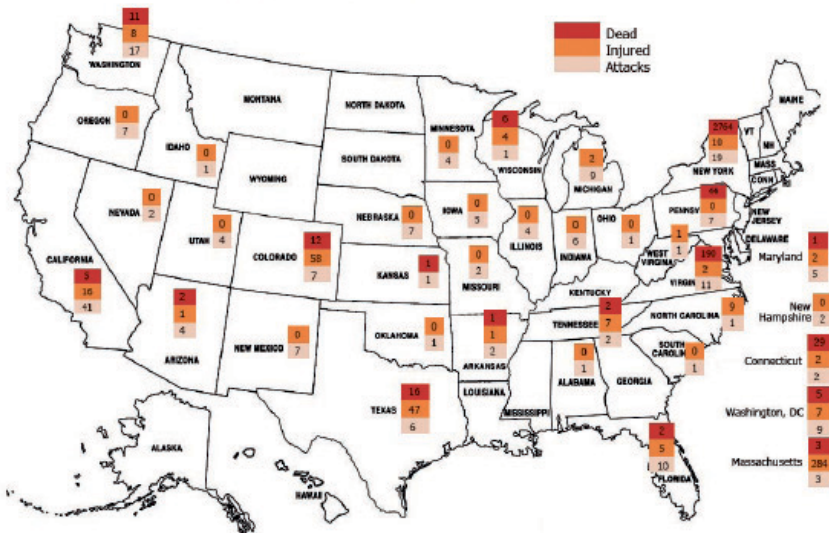 11
8
17
WASHINGTON
Dead
Injured
Attacks
MONTANA
NORTH DAKOTA
MINNESOTA
0
4
6
4
1
WISCONSIN
2
9
MICHIGAN
MAINE
VT
NH
MASS
CONN
2764
19
NEW YORK
OREGON
0
7
IDAHO
0
1
WYOMING
SOUTH DAKOTA
NEVADA
0
2
UTAH
0
4
COLORADO
12
58
7
NEBRASKA
0
7
IOWA
0
ILLINOIS
0
4
INDIANA
0
6
OHIO
0
1
PENNSY
44
0
7
NEW
JERSEY
DELAWARE
CALIFORNIA
3
16
41
KANSAS
1
1
MISSOURI
0
2
KENTUCKY
WEST
VIRGINIA
1
1
VIRGIN
190
2
11
Maryland
1
2
5
ARIZONA
2
1
4
NEW MEXICO
0
7
OKLAHOMA
0
1
ARKANSAS
1
1
2
TENNESSEE
2
7
2
NORTH CAROLINA
9
1
SOUTH
CAROLIN
0
1
New
Hampshire
0
2
TEXAS
16
47
6
LOUISIANA
MISSISSIPPI
ALABAMA
0
1
GEORGIA
Connecticut
29
2
2
Washington, DC
5
7
9
Massachusetts
3
284
3
2
5
10
FLORIDA
ALASKA
HAWAII